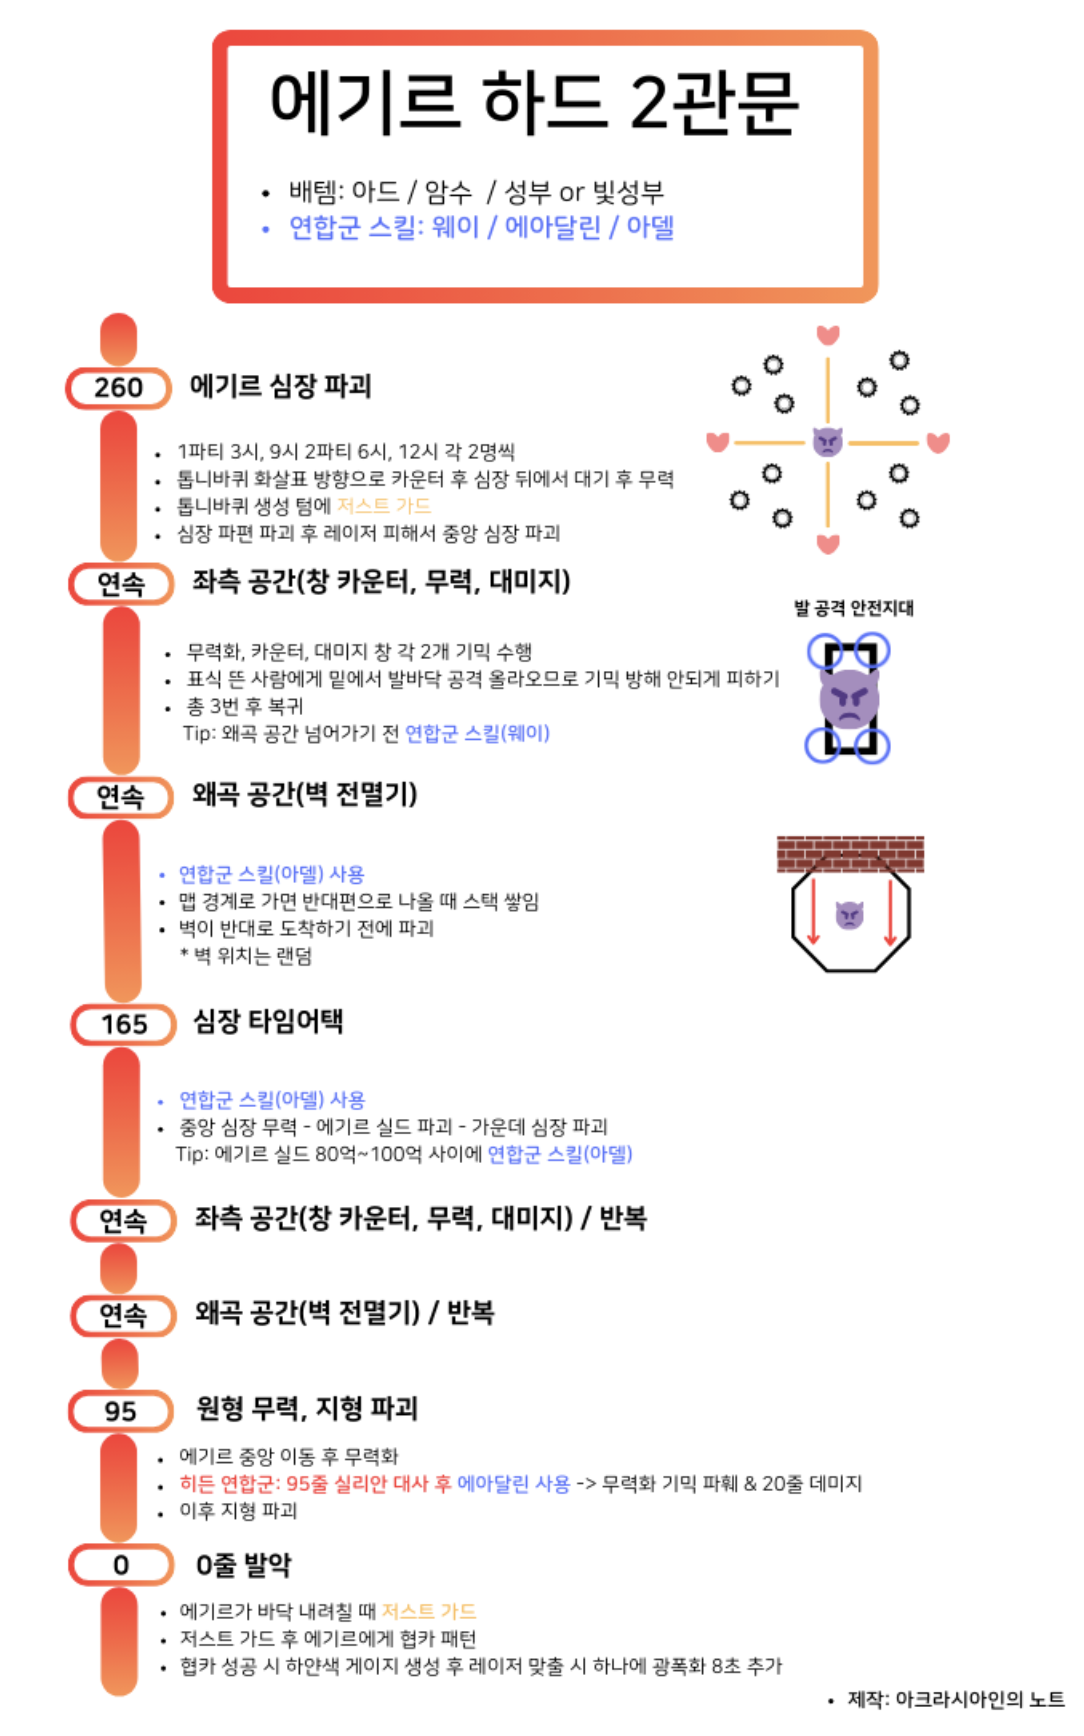 에기르 하드 2관문
• 배템: 아드 / 암수 / 성부 or 빛성부
• 연합군 스킬: 웨이 / 에아달린 / 아델
260 에기르 심장 파괴
• 1파티 3시, 9시 2파티 6시, 12시 각 2명씩
• 톱니바퀴 화살표 방향으로 카운터 후 심장 뒤에서 대기 후 무력
• 톱니바퀴 생성 텀에 저스트 가드
• 심장 파편 파괴 후 레이저 피해서 중앙 심장 파괴
연속 좌측 공간(창 카운터, 무력, 대미지)
발 공격 안전지대
• 무력화, 카운터, 대미지 창 각 2개 기믹 수행
• 표식 뜬 사람에게 밑에서 발바닥 공격 올라오므로 기믹 방해 안되게 피하기
• 총 3번 후 복귀
Tip: 왜곡 공간 넘어가기 전 연합군 스킬(웨이)
연속 왜곡 공간(벽 전멸기)
• 연합군 스킬(아델) 사용
• 맵 경계로 가면 반대편으로 나올 때 스택 쌓임
• 벽이 반대로 도착하기 전에 파괴
* 벽 위치는 랜덤
165 심장 타임어택
• 연합군 스킬(아델) 사용
• 중앙 심장 무력 - 에기르 실드 파괴 - 가운데 심장 파괴
Tip: 에기르 실드 80억~100억 사이에 연합군 스킬(아델)
연속 좌측 공간(창 카운터, 무력, 대미지) / 반복
연속 왜곡 공간(벽 전멸기) / 반복
95 원형 무력, 지형 파괴
• 에기르 중앙 이동 후 무력화
• 히든 연합군: 95줄 실리안 대사 후 에아달린 사용 -> 무력화 기믹 파훼 & 20줄 데미지
• 이후 지형 파괴
0 0줄 발악
• 에기르가 바닥 내려칠 때 저스트 가드
• 저스트 가드 후 에기르에게 협카 패턴
• 협카 성공 시 하얀색 게이지 생성 후 레이저 맞출 시 하나에 광폭화 8초 추가
• 제작: 아크라시아인의 노트